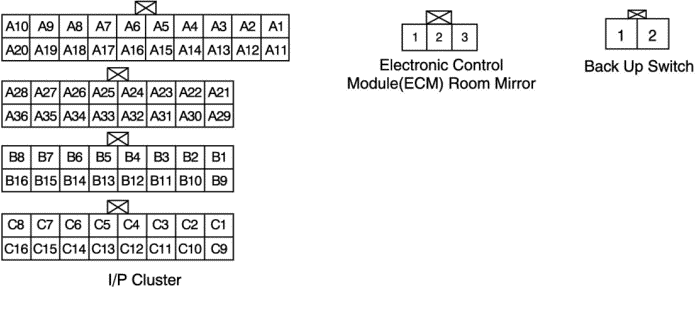 A10 A9 A8 A7 A6 A5 A4 A3 A2 A1
A20 A19 A18 A17 A16 A15 A14 A13 A12 A11
A28 A27 A26 A25 A24 A23 A22 A21
A36 A35 A34 A33 A32 A31 A30 A29
B8 B7 B6 B5 B4 B3 B2 B1
B16 B15 B14 B13 B12 B11 B10 B9
C8 C7 C6 C5 C4 C3 C2 C1
C16 C15 C14 C13 C12 C11 C10 C9
I/P Cluster
1 2 3
Electronic Control
Module(ECM) Room Mirror
1 2
Back Up Switch